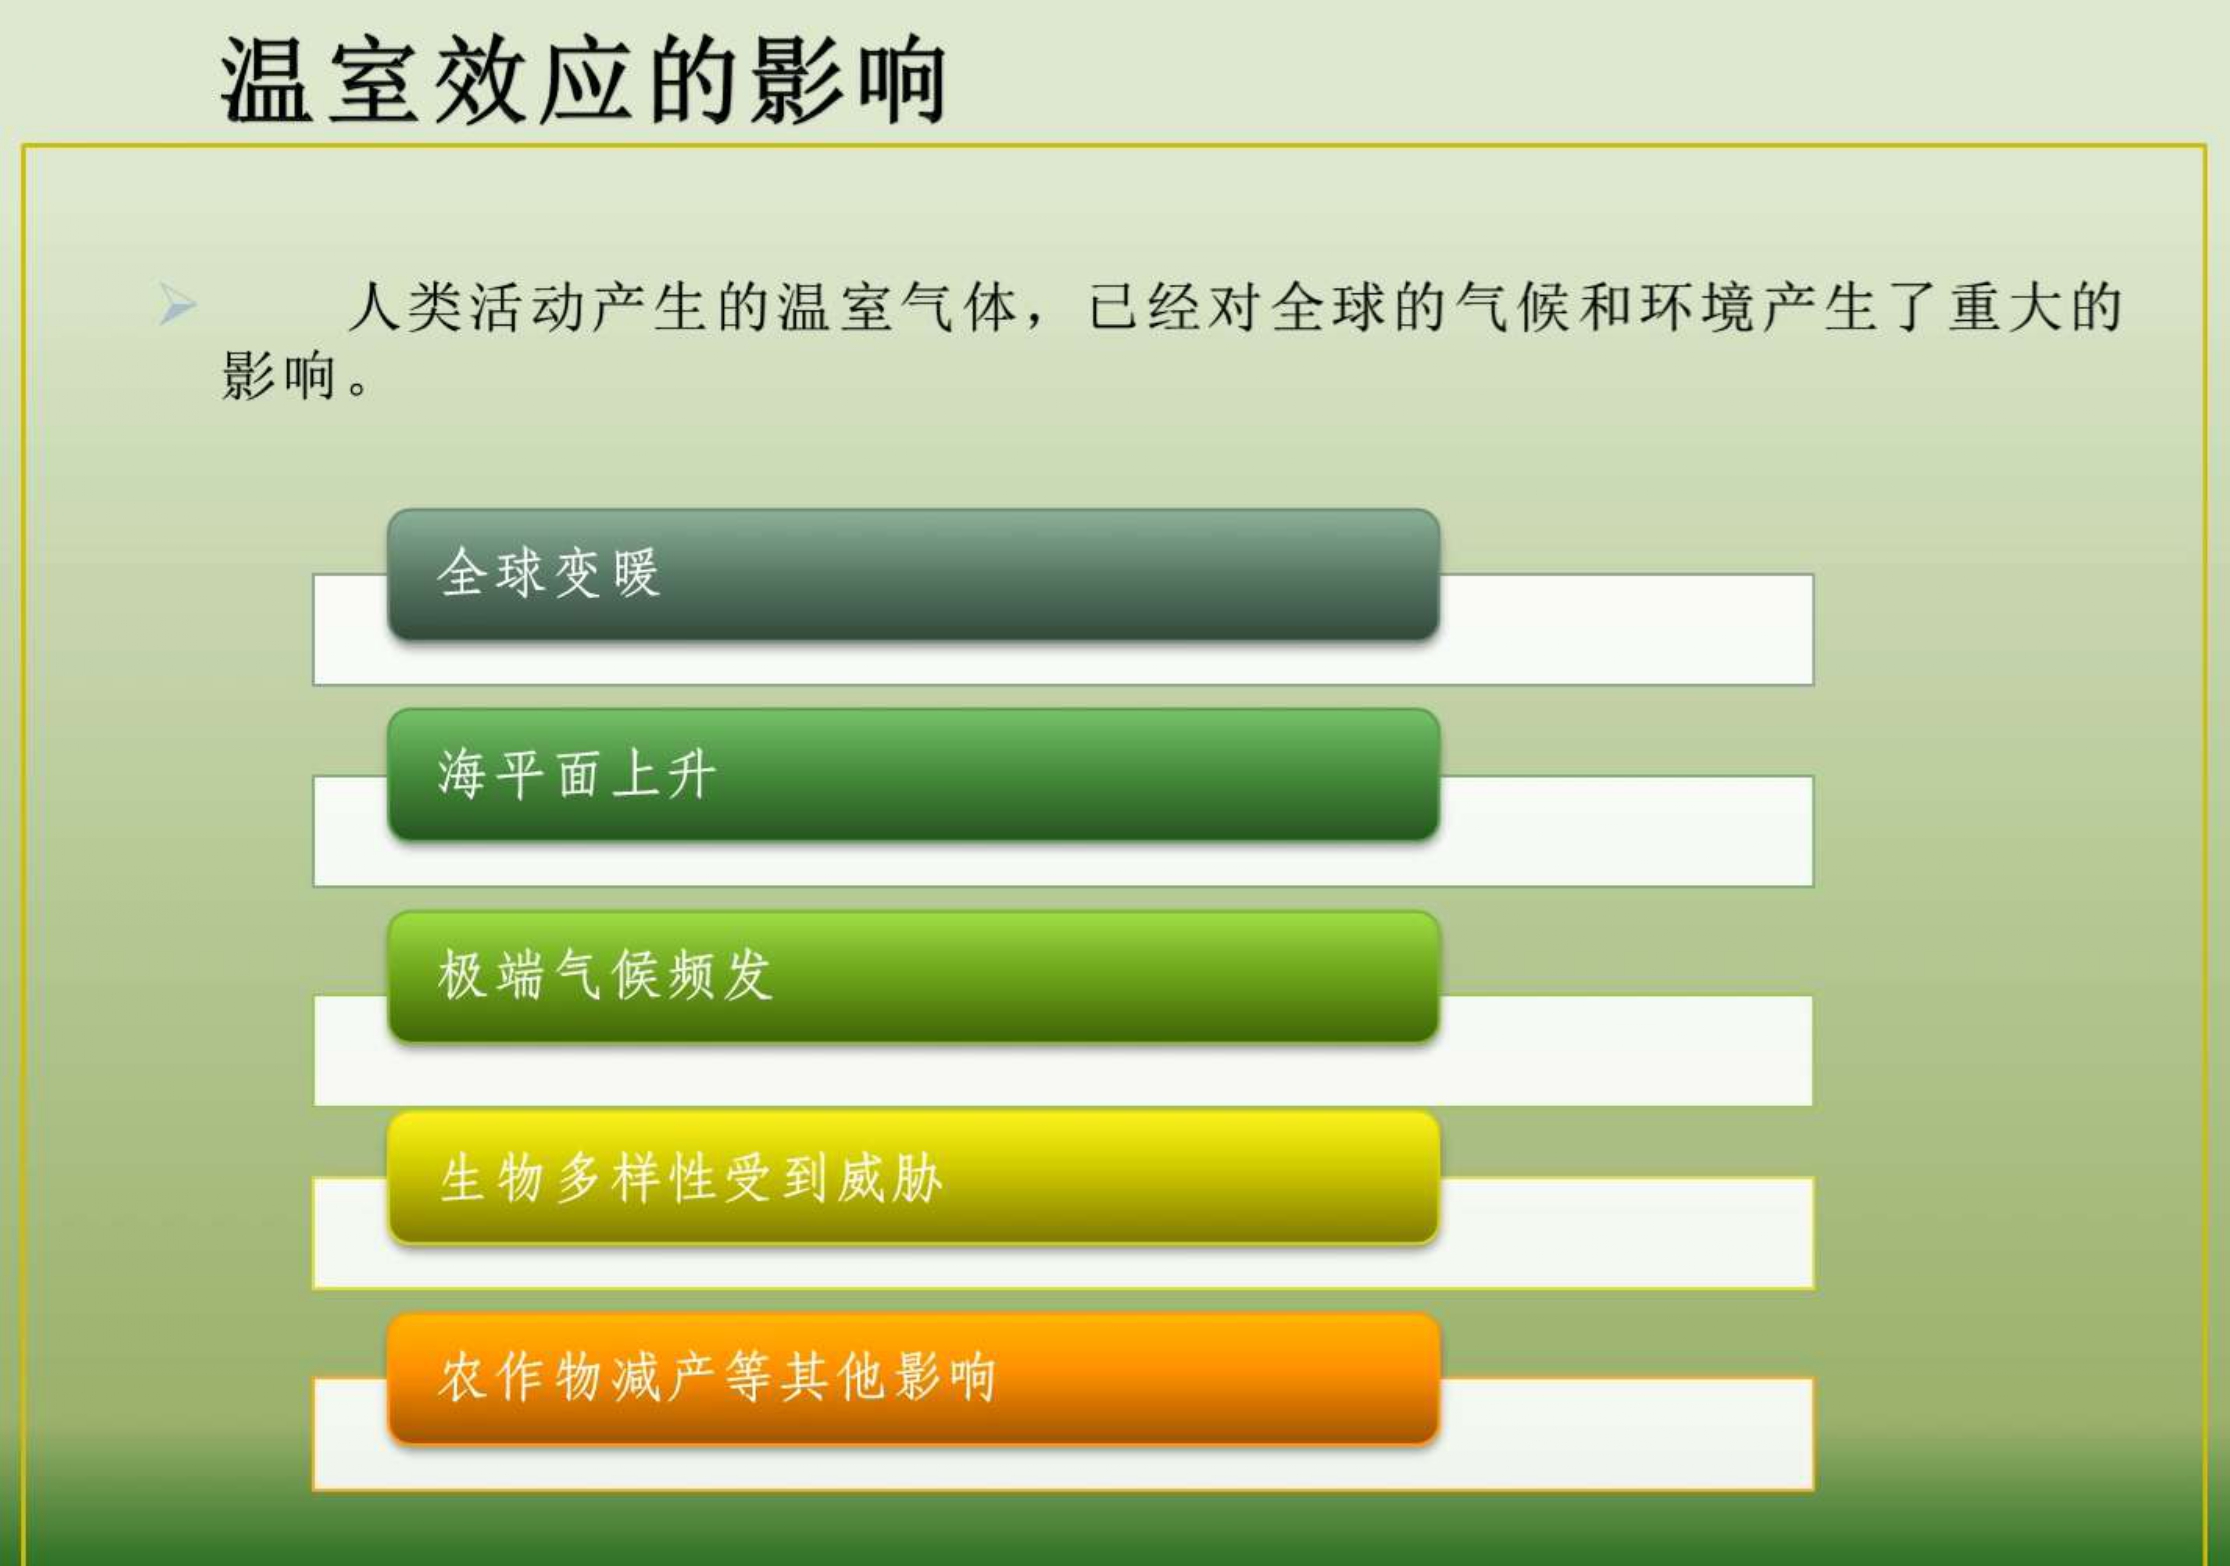 温室效应的影响
人类活动产生的温室气体，已经对全球的气候和环境产生了重大的
影响。
全球变暖
海平面上升
极端气候频发
生物多样性受到威胁
农作物减产等其他影响